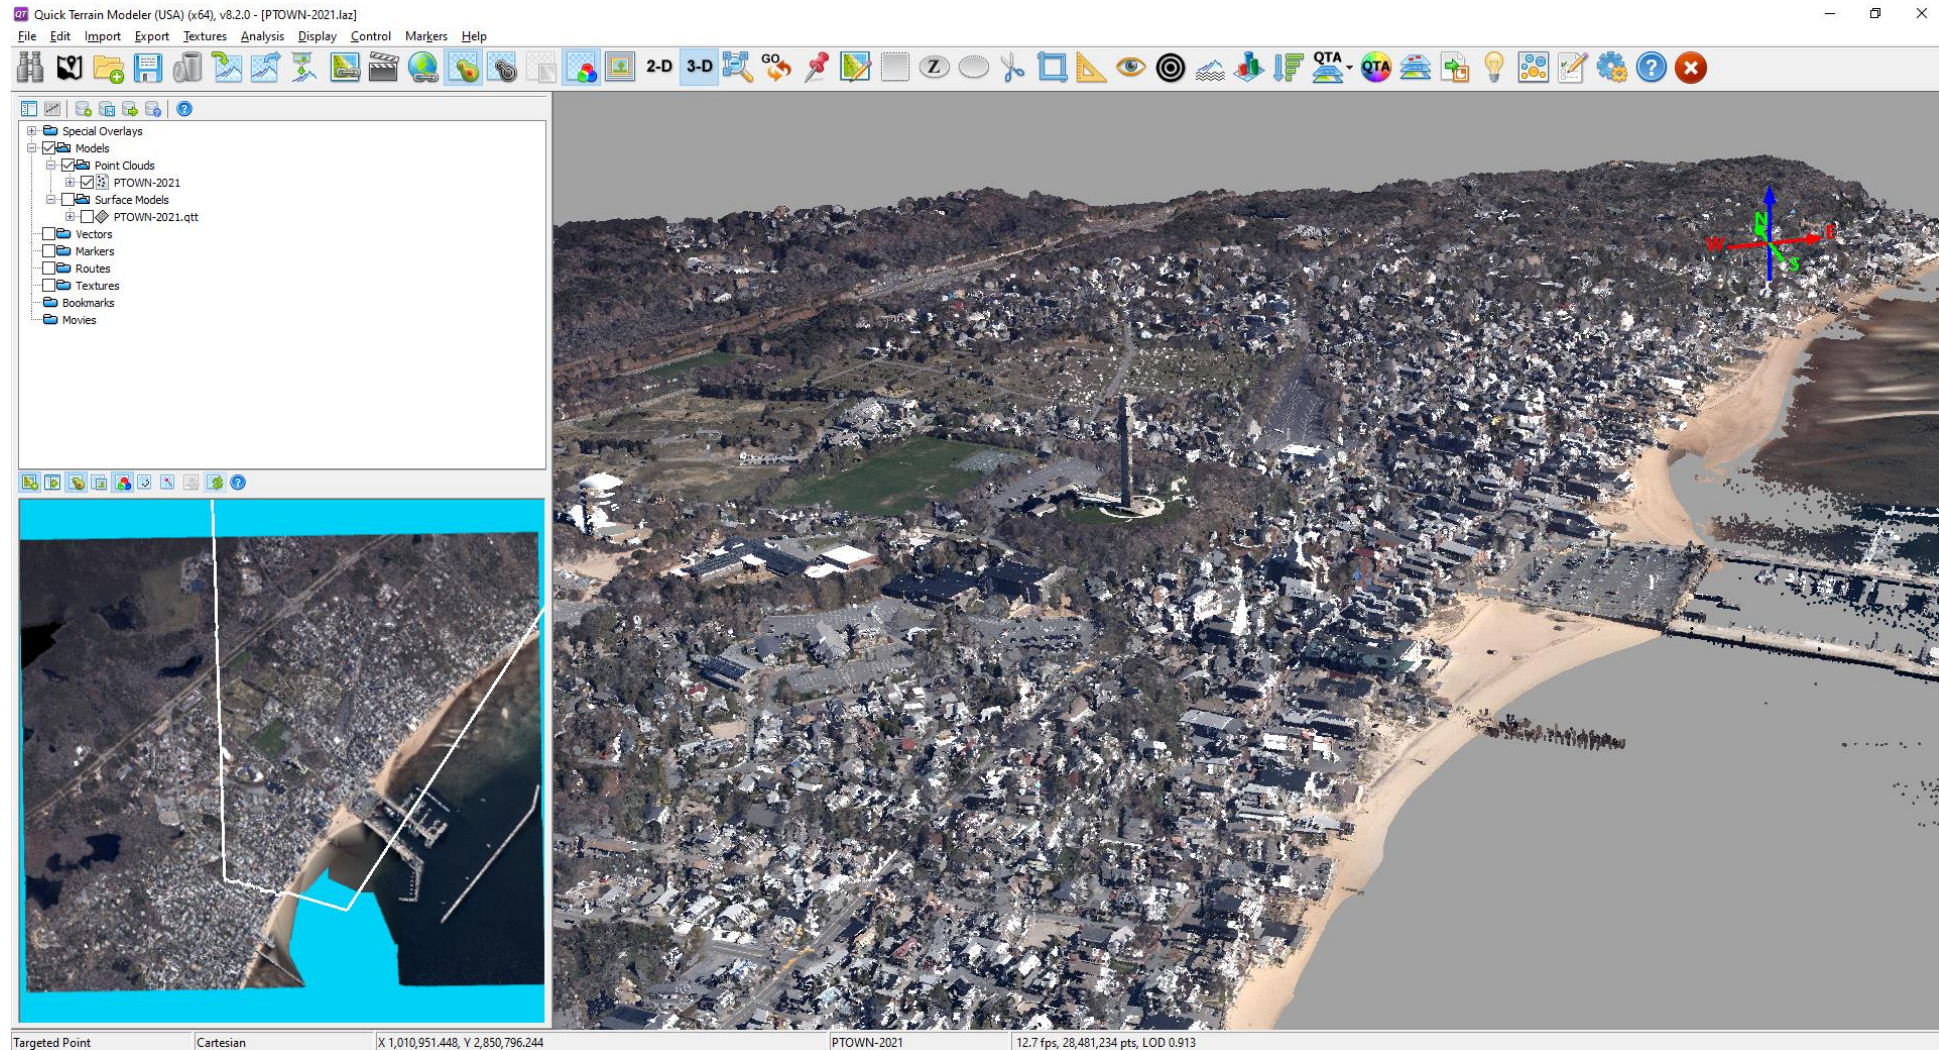 QT Quick Terrain Modeler (USA) (x64), v8.2.0 - [PTOWN-2021.laz]
File Edit Import Export Textures Analysis Display Control Markers Help
2-D 3-D GO Z QTA QTA ?
?
Special Overlays
Models
Point Clouds
PTOWN-2021
Surface Models
PTOWN-2021.qtt
Vectors
Markers
Routes
Textures
Bookmarks
Movies
?
N
W E
S
Targeted Point Cartesian X 1,010,951.448, Y 2,850,796.244 PTOWN-2021 12.7 fps, 28,481,234 pts, LOD 0.913